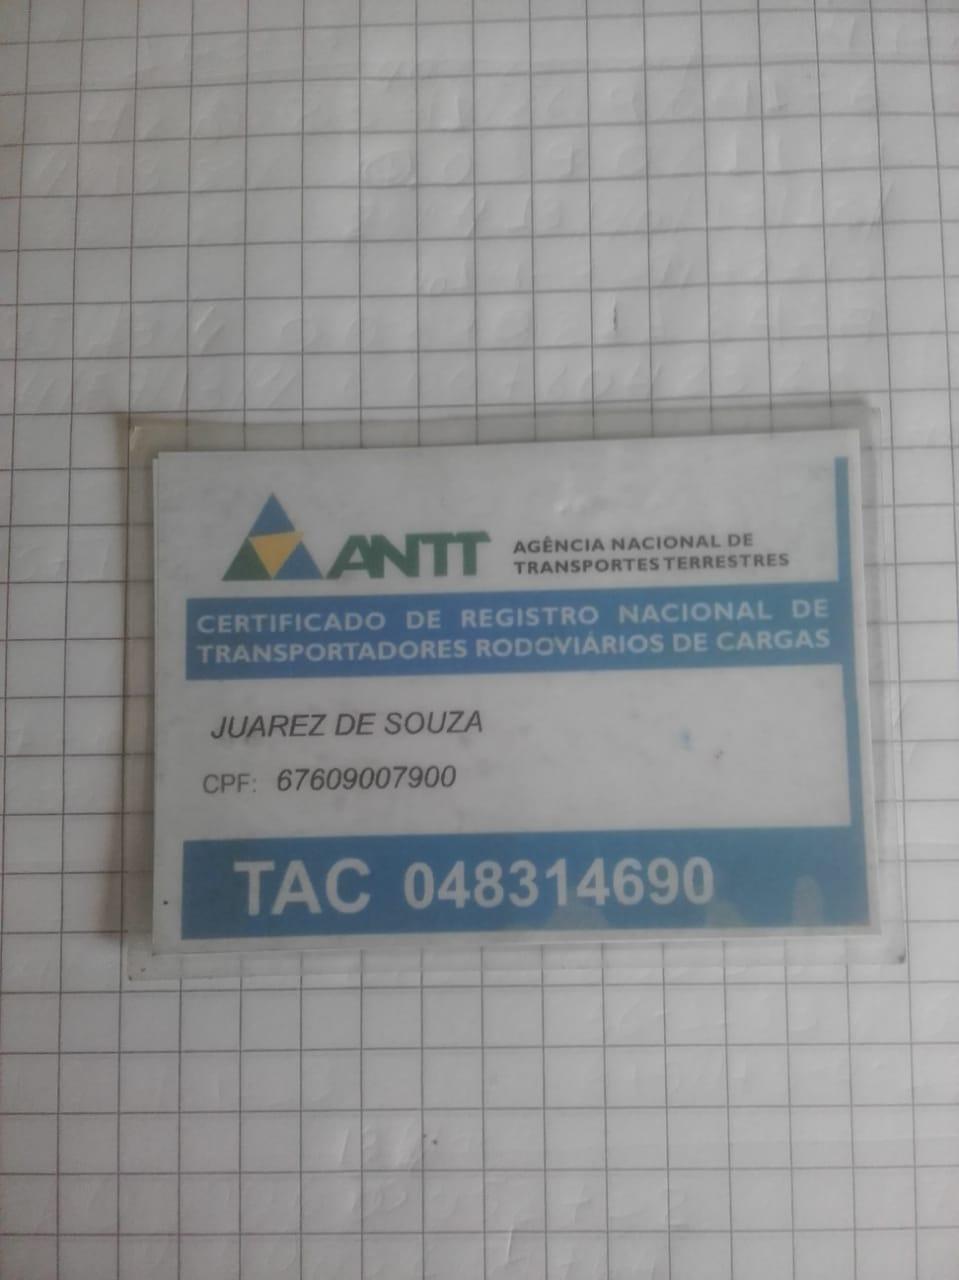 ANTT
AGÊNCIA NACIONAL DE
TRANSPORTES TERRESTRES
CERTIFICADO DE REGISTRO NACIONAL DE
TRANSPORTADORES RODOVIÁRIOS DE CARGAS
JUAREZ DE SOUZA
CPF: 67609007900
TAC 048314690